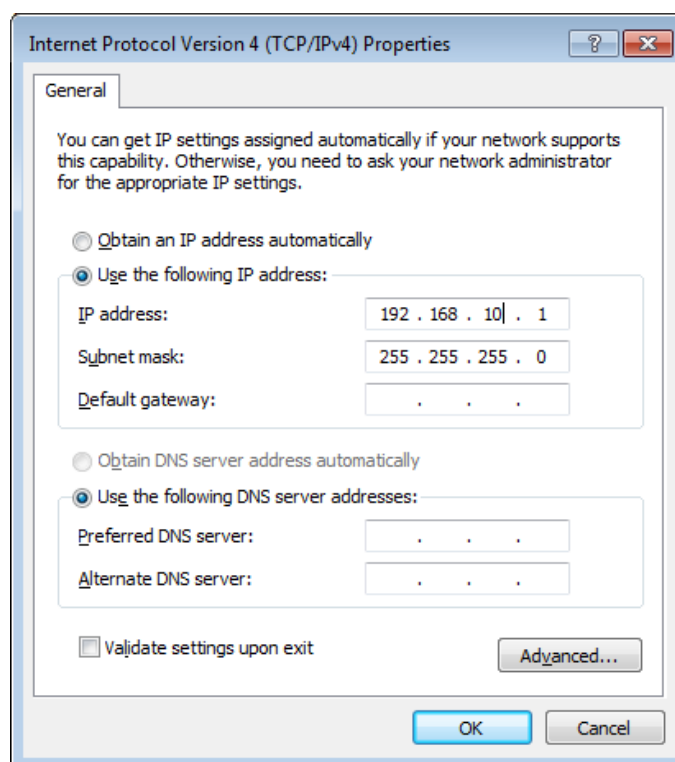 Internet Protocol Version 4 (TCP/IPv4) Properties
General
You can get IP settings assigned automatically if your network supports
this capability. Otherwise, you need to ask your network administrator
for the appropriate IP settings.
Obtain an IP address automatically
Use the following IP address:
IP address: 192 . 168 . 10 . 1
Subnet mask: 255 . 255 . 255 . 0
Default gateway: . . .
Obtain DNS server address automatically
Use the following DNS server addresses:
Preferred DNS server: . . .
Alternate DNS server: . . .
Validate settings upon exit
Advanced...
OK Cancel